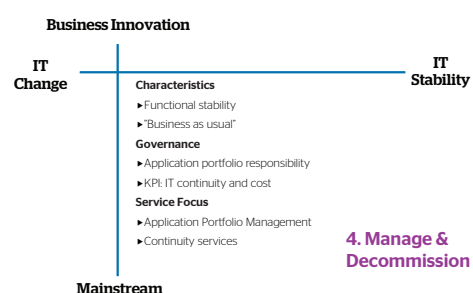 Business Innovation
IT
Change
IT
Stability
Characteristics
▸Functional stability
▸"Business as usual"
Governance
▸Application portfolio responsibility
▸KPI: IT continuity and cost
Service Focus
▸Application Portfolio Management
▸Continuity services
4. Manage &
Decommission
Mainstream